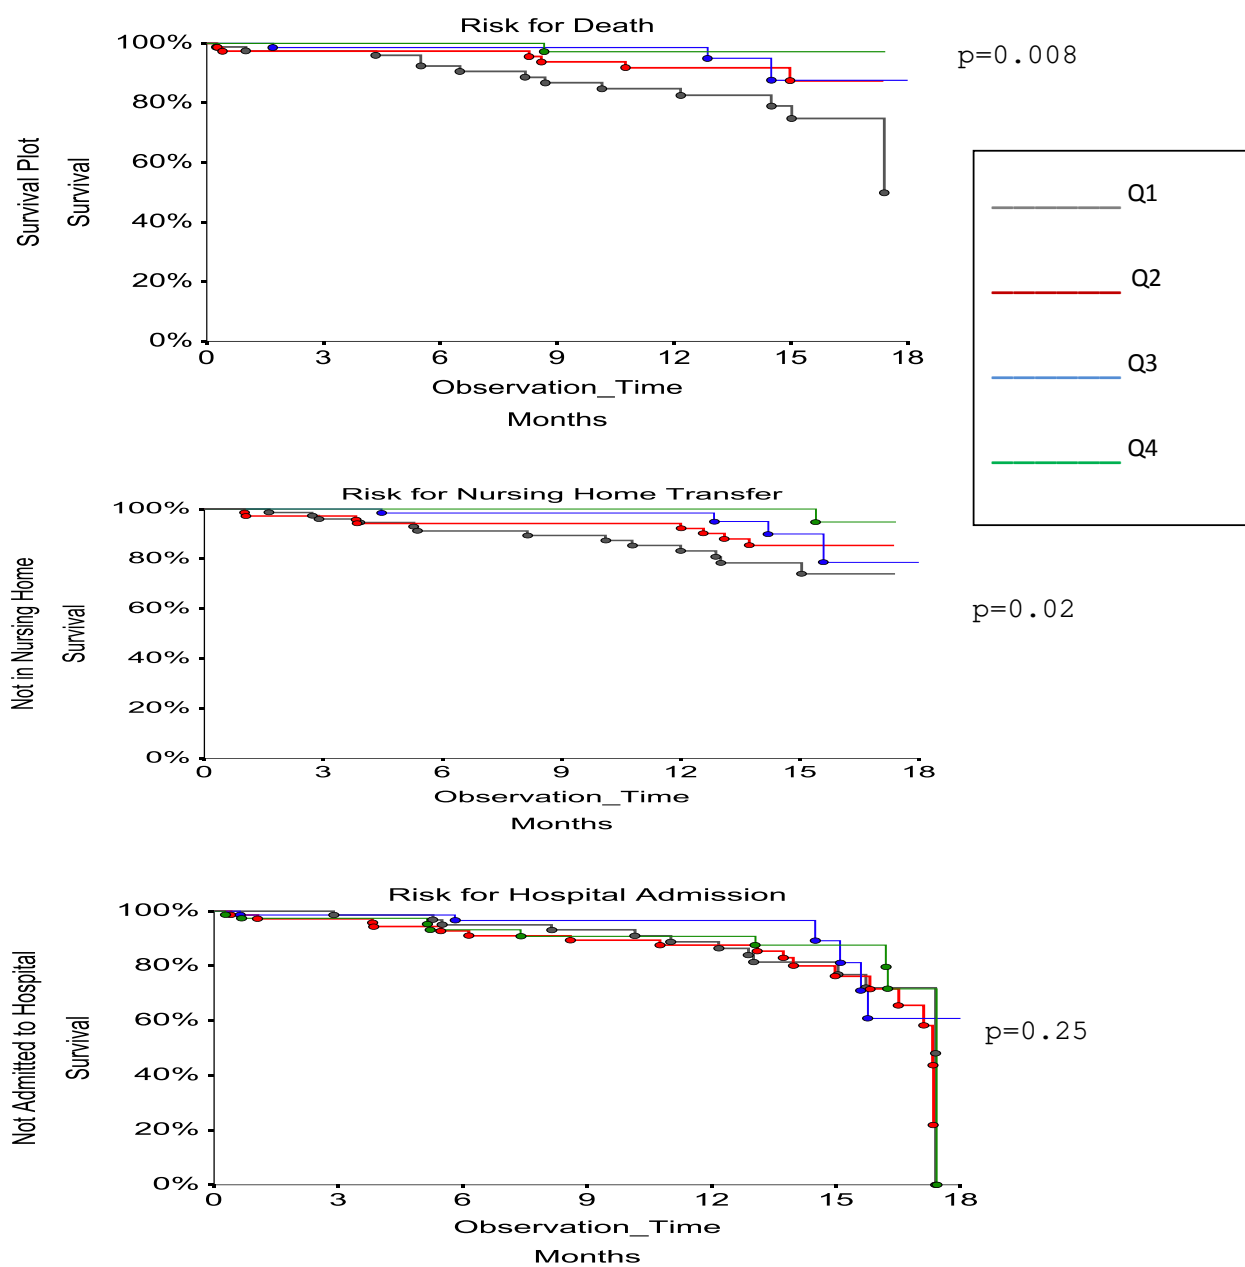 Risk for Death
100%
80%
60%
40%
20%
0%
Survival Plot
Survival
0 3 6 9 12 15 18
Observation_Time
Months
p=0.008
Q1
Q2
Q3
Q4
Risk for Nursing Home Transfer
100%
80%
60%
40%
20%
0%
Not in Nursing Home
Survival
0 3 6 9 12 15 18
Observation_Time
Months
p=0.02
Risk for Hospital Admission
100%
80%
60%
40%
20%
0%
Not Admitted to Hospital
Survival
0 3 6 9 12 15 18
Observation_Time
Months
p=0.25